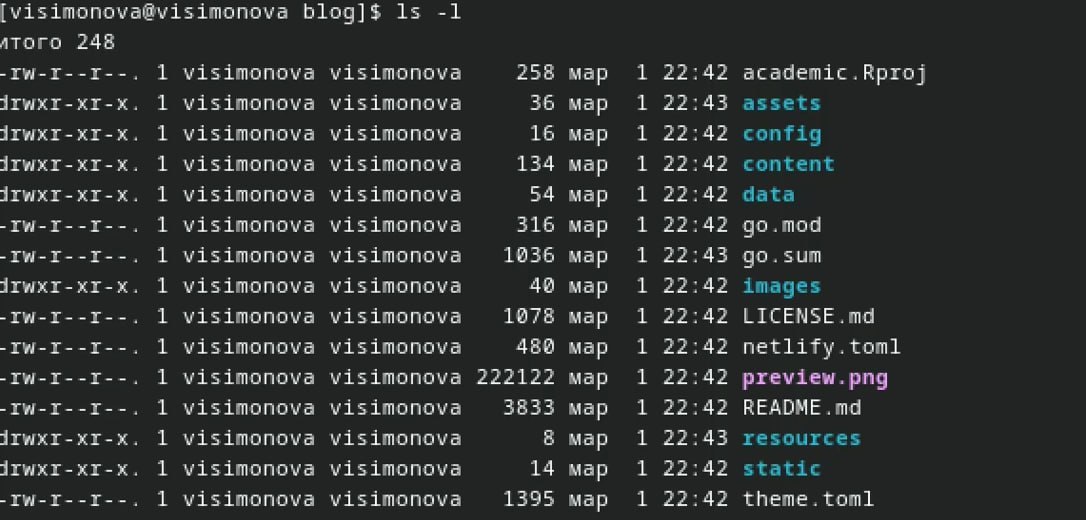 [visimonova@visimonova blog]$ ls -l
итого 248
-rw-r--r--. 1 visimonova visimonova    258 мар  1 22:42 academic.Rproj
drwxr-xr-x. 1 visimonova visimonova     36 мар  1 22:43 assets
drwxr-xr-x. 1 visimonova visimonova     16 мар  1 22:42 config
drwxr-xr-x. 1 visimonova visimonova    134 мар  1 22:42 content
drwxr-xr-x. 1 visimonova visimonova     54 мар  1 22:42 data
-rw-r--r--. 1 visimonova visimonova    316 мар  1 22:42 go.mod
-rw-r--r--. 1 visimonova visimonova   1036 мар  1 22:43 go.sum
drwxr-xr-x. 1 visimonova visimonova     40 мар  1 22:42 images
-rw-r--r--. 1 visimonova visimonova   1078 мар  1 22:42 LICENSE.md
-rw-r--r--. 1 visimonova visimonova    480 мар  1 22:42 netlify.toml
-rw-r--r--. 1 visimonova visimonova 222122 мар  1 22:42 preview.png
-rw-r--r--. 1 visimonova visimonova   3833 мар  1 22:42 README.md
drwxr-xr-x. 1 visimonova visimonova      8 мар  1 22:43 resources
drwxr-xr-x. 1 visimonova visimonova     14 мар  1 22:42 static
-rw-r--r--. 1 visimonova visimonova   1395 мар  1 22:42 theme.toml